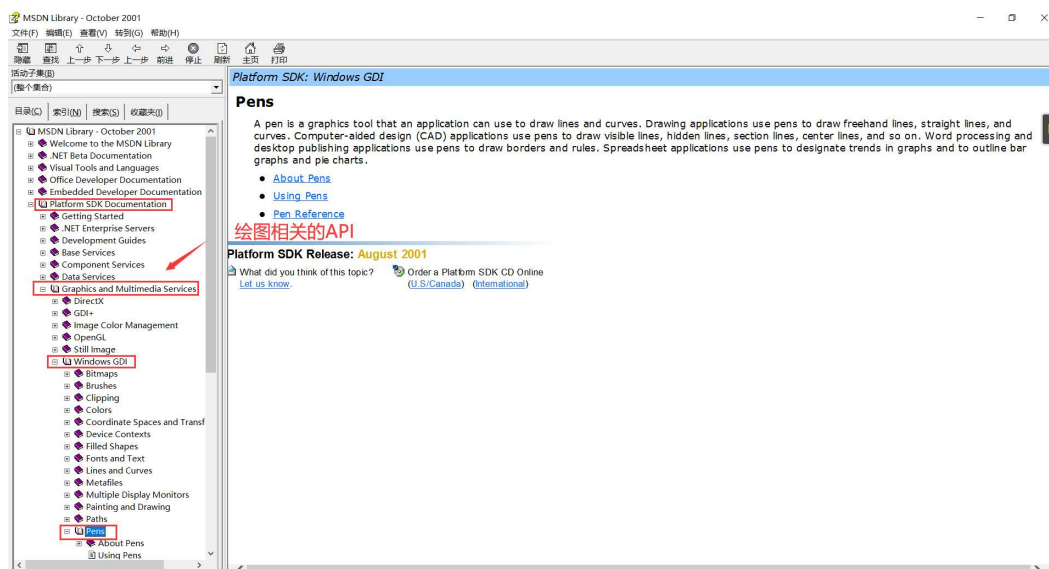 MSDN Library - October 2001
文件(F) 编辑(E) 查看(V) 转到(G) 帮助(H)
隐藏 查找 上一步 下一步 上一步 前进 停止 刷新 主页 打印
活动子集(B)
(整个集合)
目录(C) 索引(N) 搜索(S) 收藏夹(I)
MSDN Library - October 2001
Welcome to the MSDN Library
.NET Beta Documentation
Visual Tools and Languages
Office Developer Documentation
Embedded Developer Documentation
Platform SDK Documentation
Getting Started
.NET Enterprise Servers
Development Guides
Base Services
Component Services
Data Services
Graphics and Multimedia Services
DirectX
GDI+
Image Color Management
OpenGL
Still Image
Windows GDI
Bitmaps
Brushes
Clipping
Colors
Coordinate Spaces and Transf
Device Contexts
Filled Shapes
Fonts and Text
Lines and Curves
Metafiles
Multiple Display Monitors
Painting and Drawing
Paths
Pens
About Pens
Using Pens
Platform SDK: Windows GDI
Pens
A pen is a graphics tool that an application can use to draw lines and curves. Drawing applications use pens to draw freehand lines, straight lines, and
curves. Computer-aided design (CAD) applications use pens to draw visible lines, hidden lines, section lines, center lines, and so on. Word processing and
desktop publishing applications use pens to draw borders and rules. Spreadsheet applications use pens to designate trends in graphs and to outline bar
graphs and pie charts.
About Pens
Using Pens
Pen Reference
绘图相关的API
Platform SDK Release: August 2001
What did you think of this topic? Order a Platform SDK CD Online
Let us know. (U.S/Canada) (International)